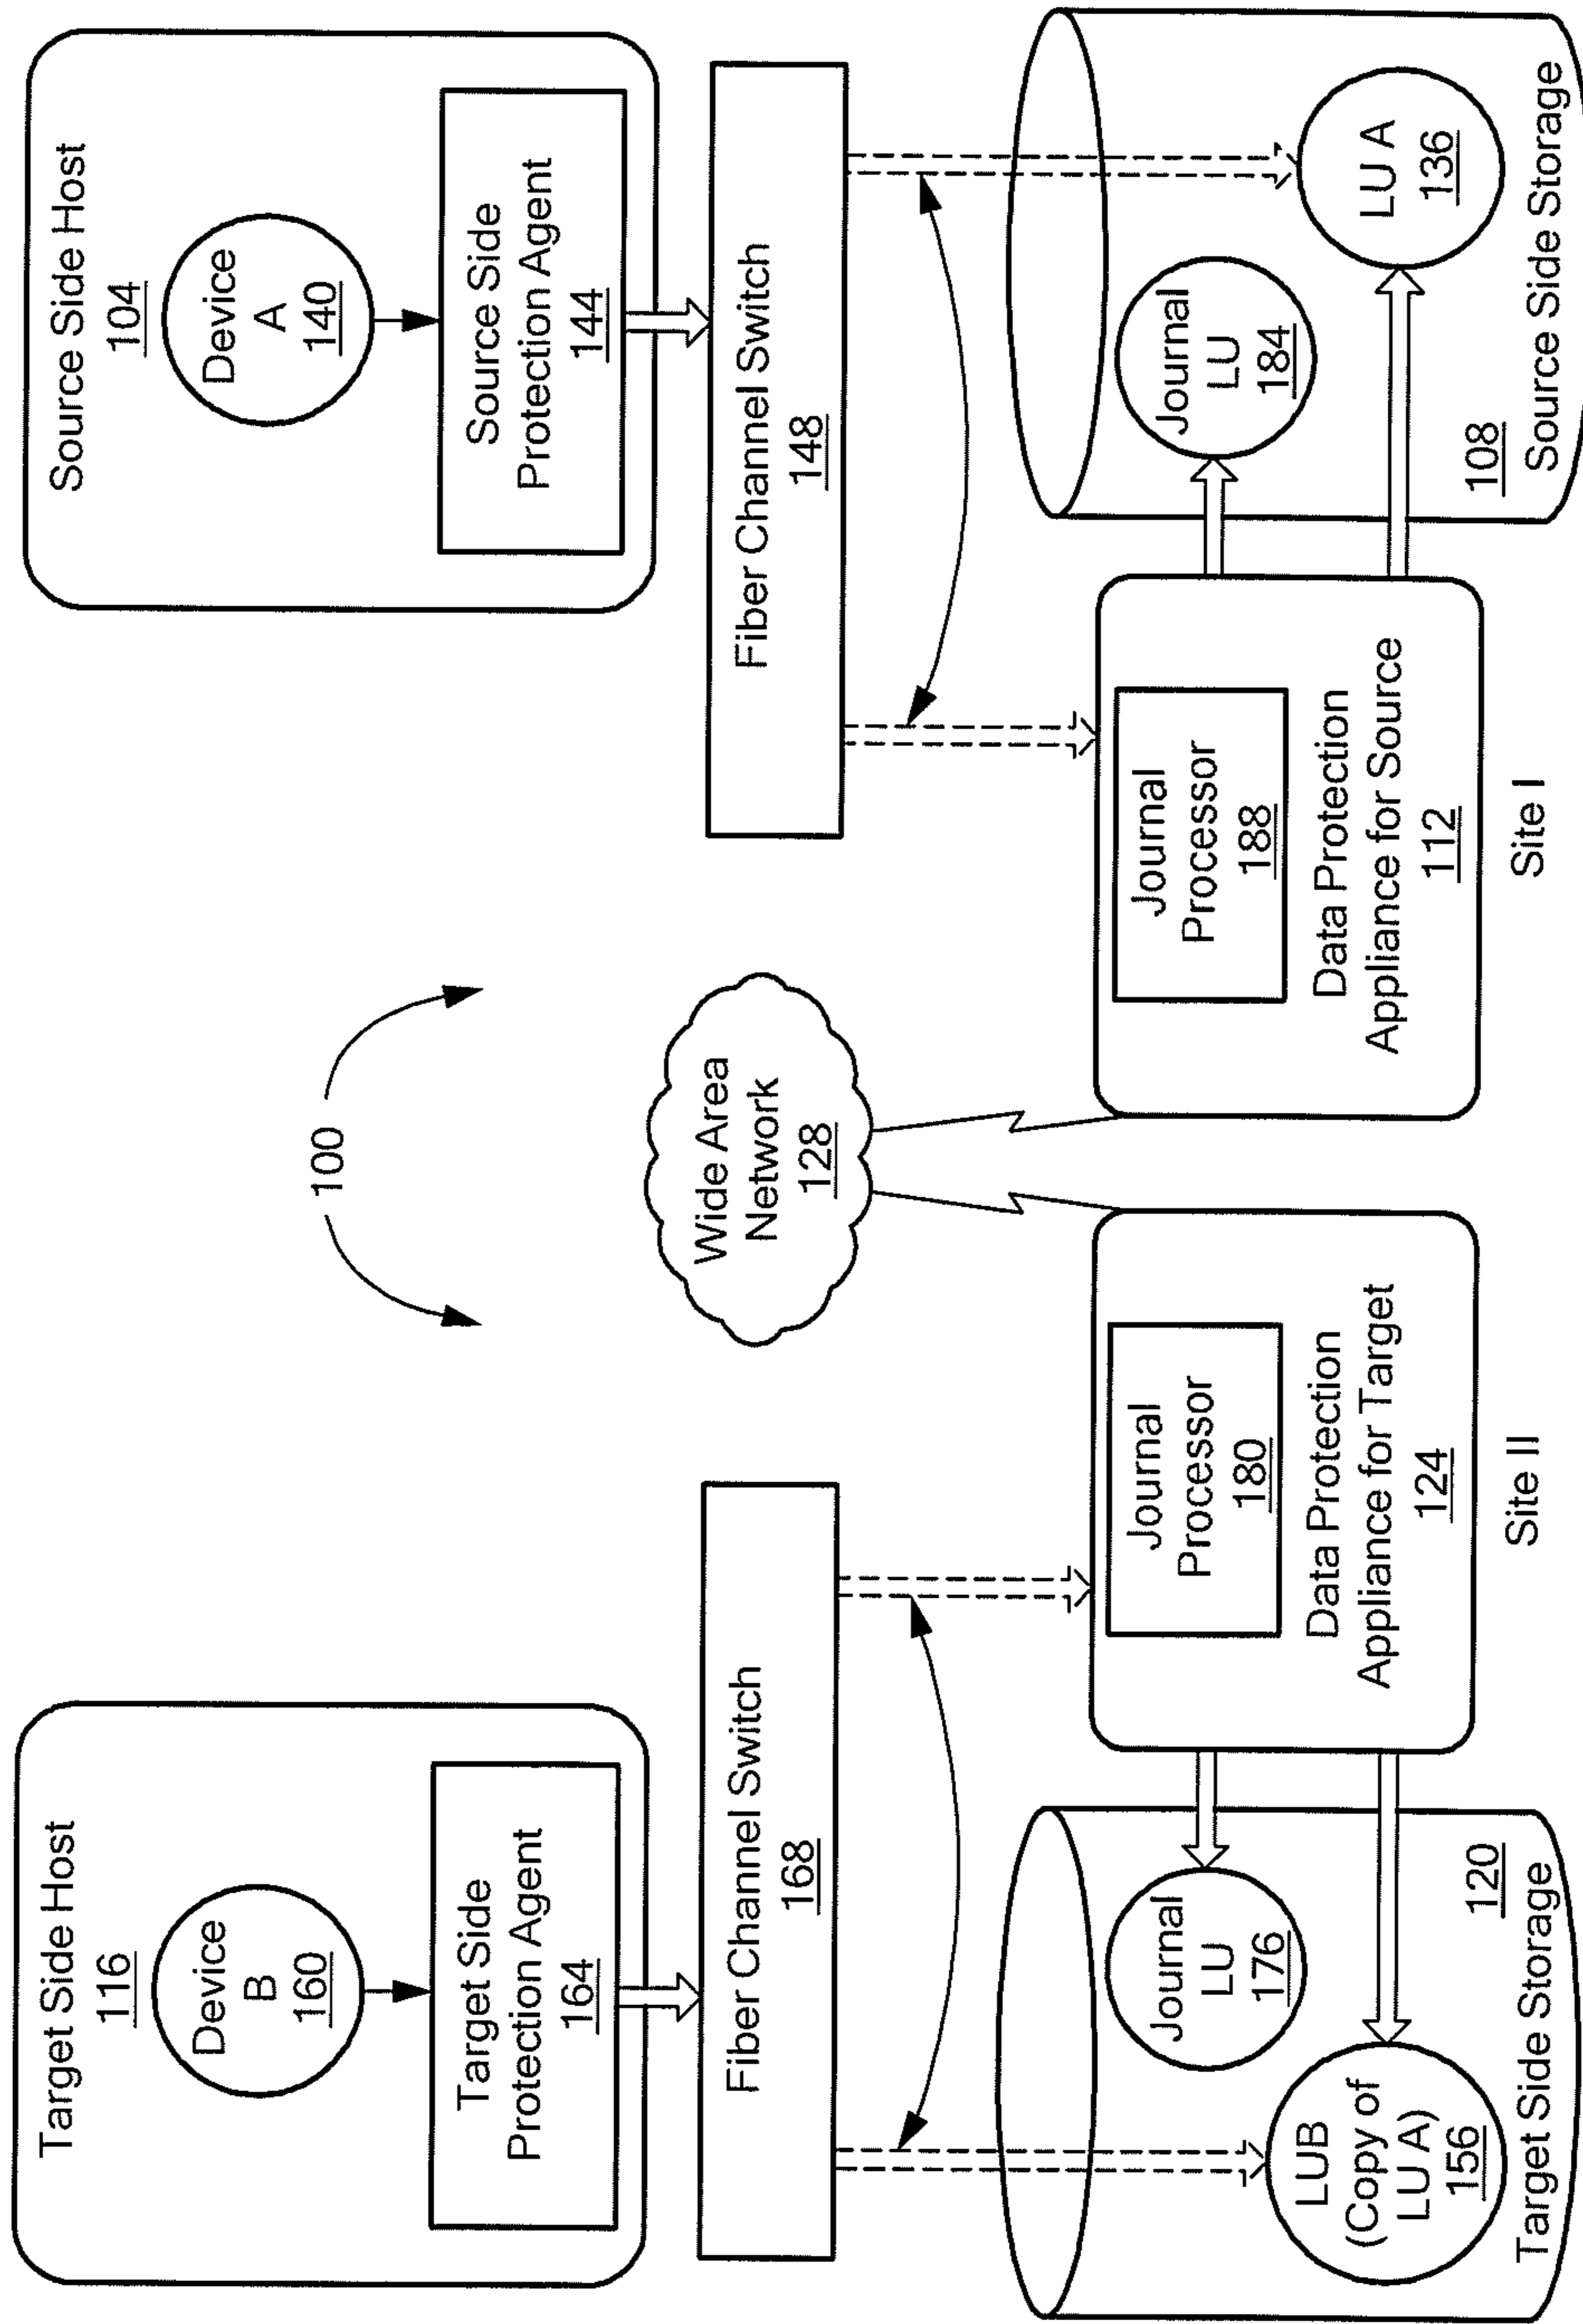 100
Source Side Host
104
Device
A
140
Source Side
Protection Agent
144
Fiber Channel Switch
148
Journal
LU
184
LU A
136
108
Source Side Storage
Journal
Processor
188
Data Protection
Appliance for Source
112
Site I
Wide Area
Network
128
Target Side Host
116
Device
B
160
Target Side
Protection Agent
164
Fiber Channel Switch
168
Journal
LU
176
LUB
(Copy of
LU A)
156
120
Target Side Storage
Journal
Processor
180
Data Protection
Appliance for Target
124
Site II